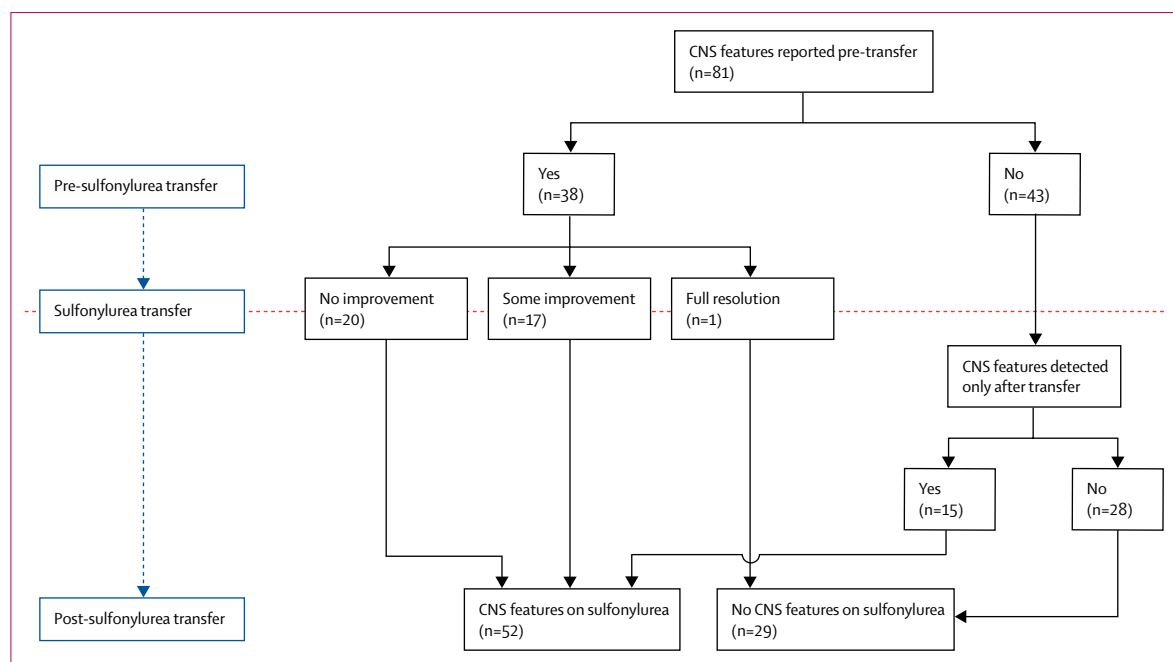 CNS features reported pre-transfer
(n=81)
Yes
(n=38)
No
(n=43)
Pre-sulfonylurea transfer
Sulfonylurea transfer
No improvement
(n=20)
Some improvement
(n=17)
Full resolution
(n=1)
CNS features detected
only after transfer
Yes
(n=15)
No
(n=28)
Post-sulfonylurea transfer
CNS features on sulfonylurea
(n=52)
No CNS features on sulfonylurea
(n=29)